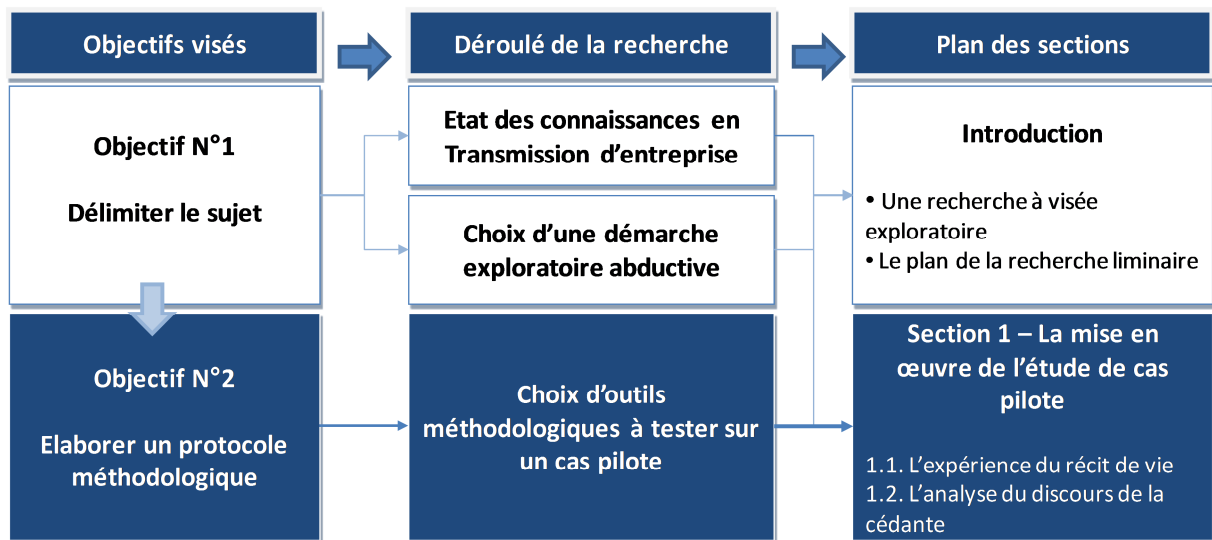 Objectifs visés
Déroulé de la recherche
Plan des sections
Objectif N°1
Délimiter le sujet
Etat des connaissances en
Transmission d’entreprise
Choix d’une démarche
exploratoire abductive
Introduction
• Une recherche à visée
exploratoire
• Le plan de la recherche liminaire
Objectif N°2
Elaborer un protocole
méthodologique
Choix d’outils
méthodologiques à tester sur
un cas pilote
Section 1 – La mise en
œuvre de l’étude de cas
pilote
1.1. L’expérience du récit de vie
1.2. L’analyse du discours de la
cédante